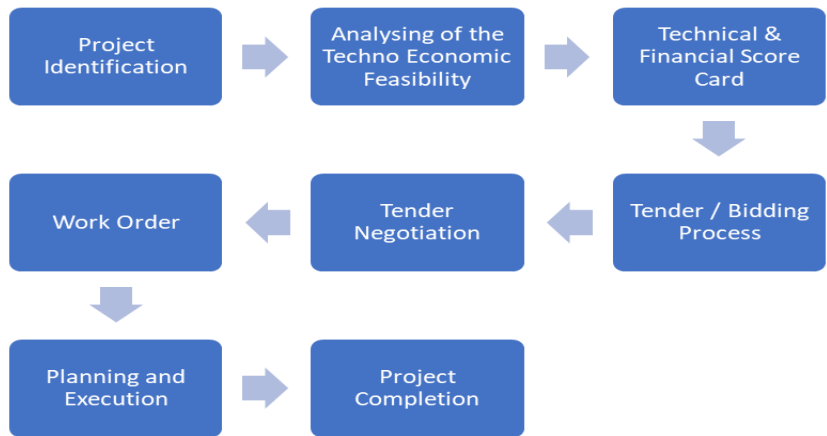 Project
Identification
Analysing of the
Techno Economic
Feasibility
Technical &
Financial Score
Card
Tender / Bidding
Process
Tender
Negotiation
Work Order
Planning and
Execution
Project
Completion